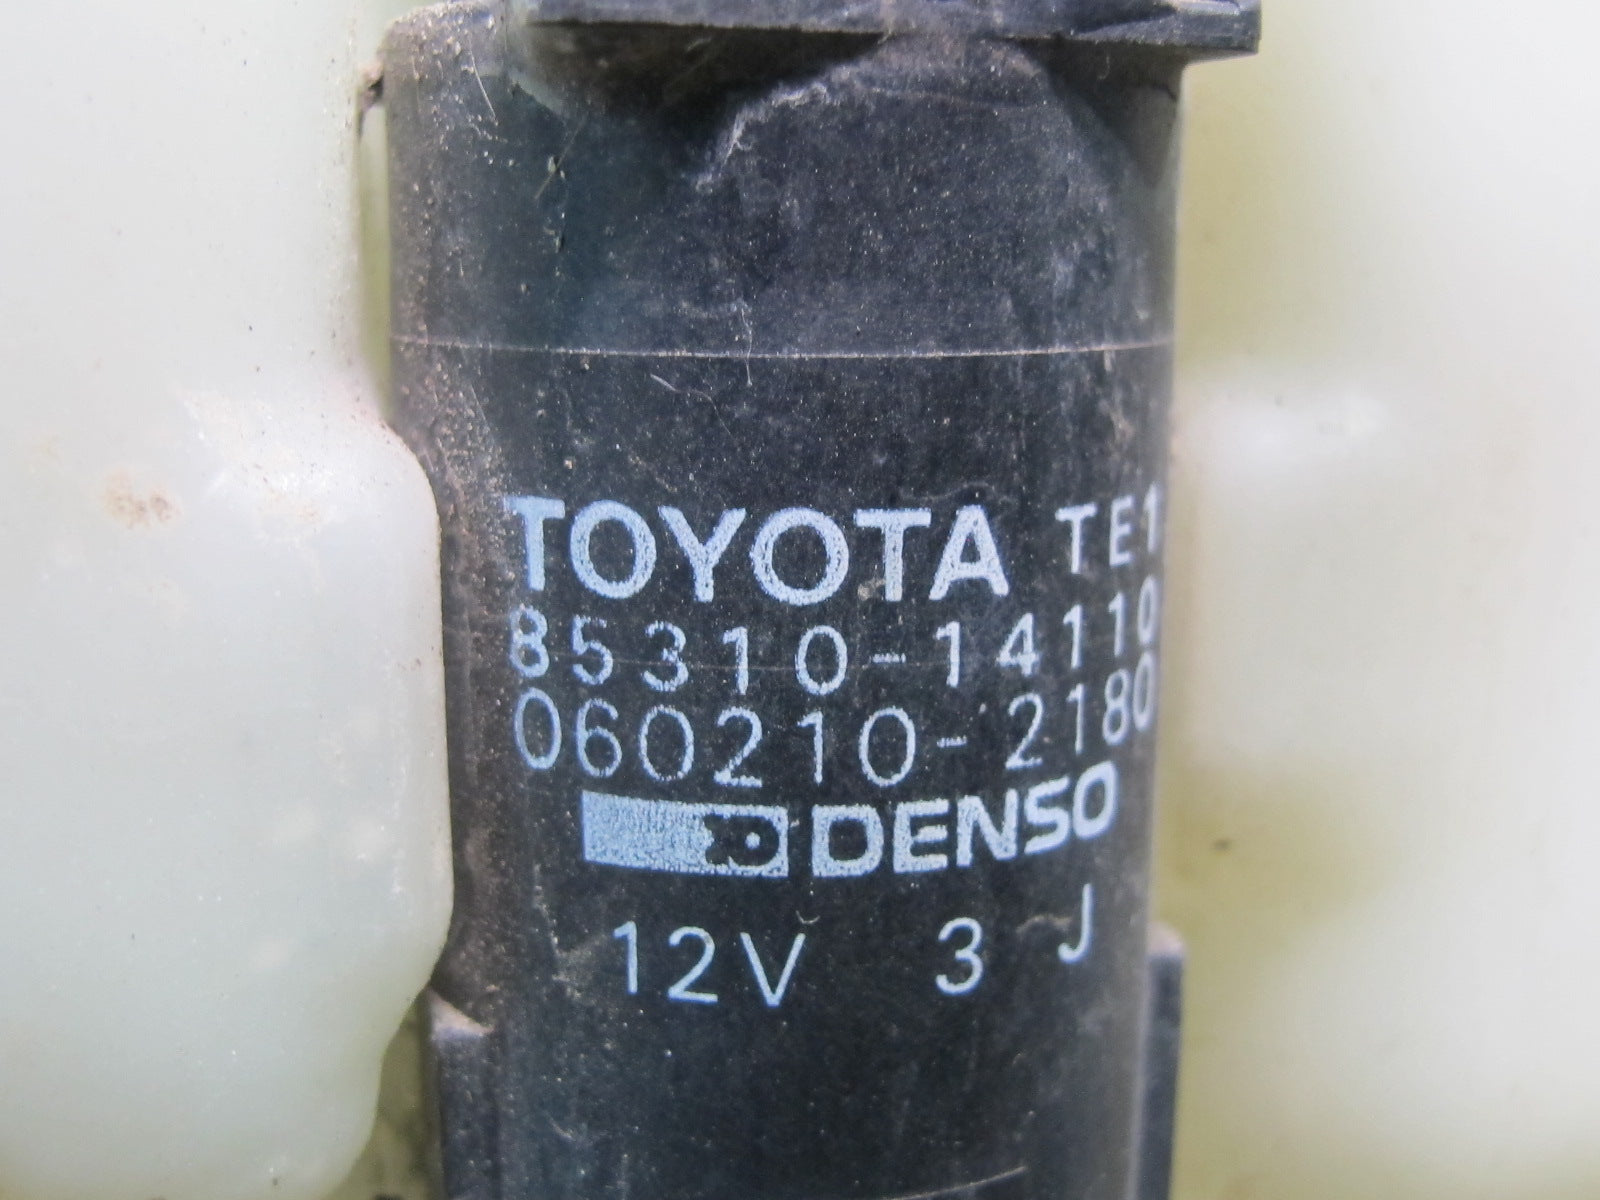 TOYOTA TE1
85310-14110
060210-2180
DENSO
12V 3 J